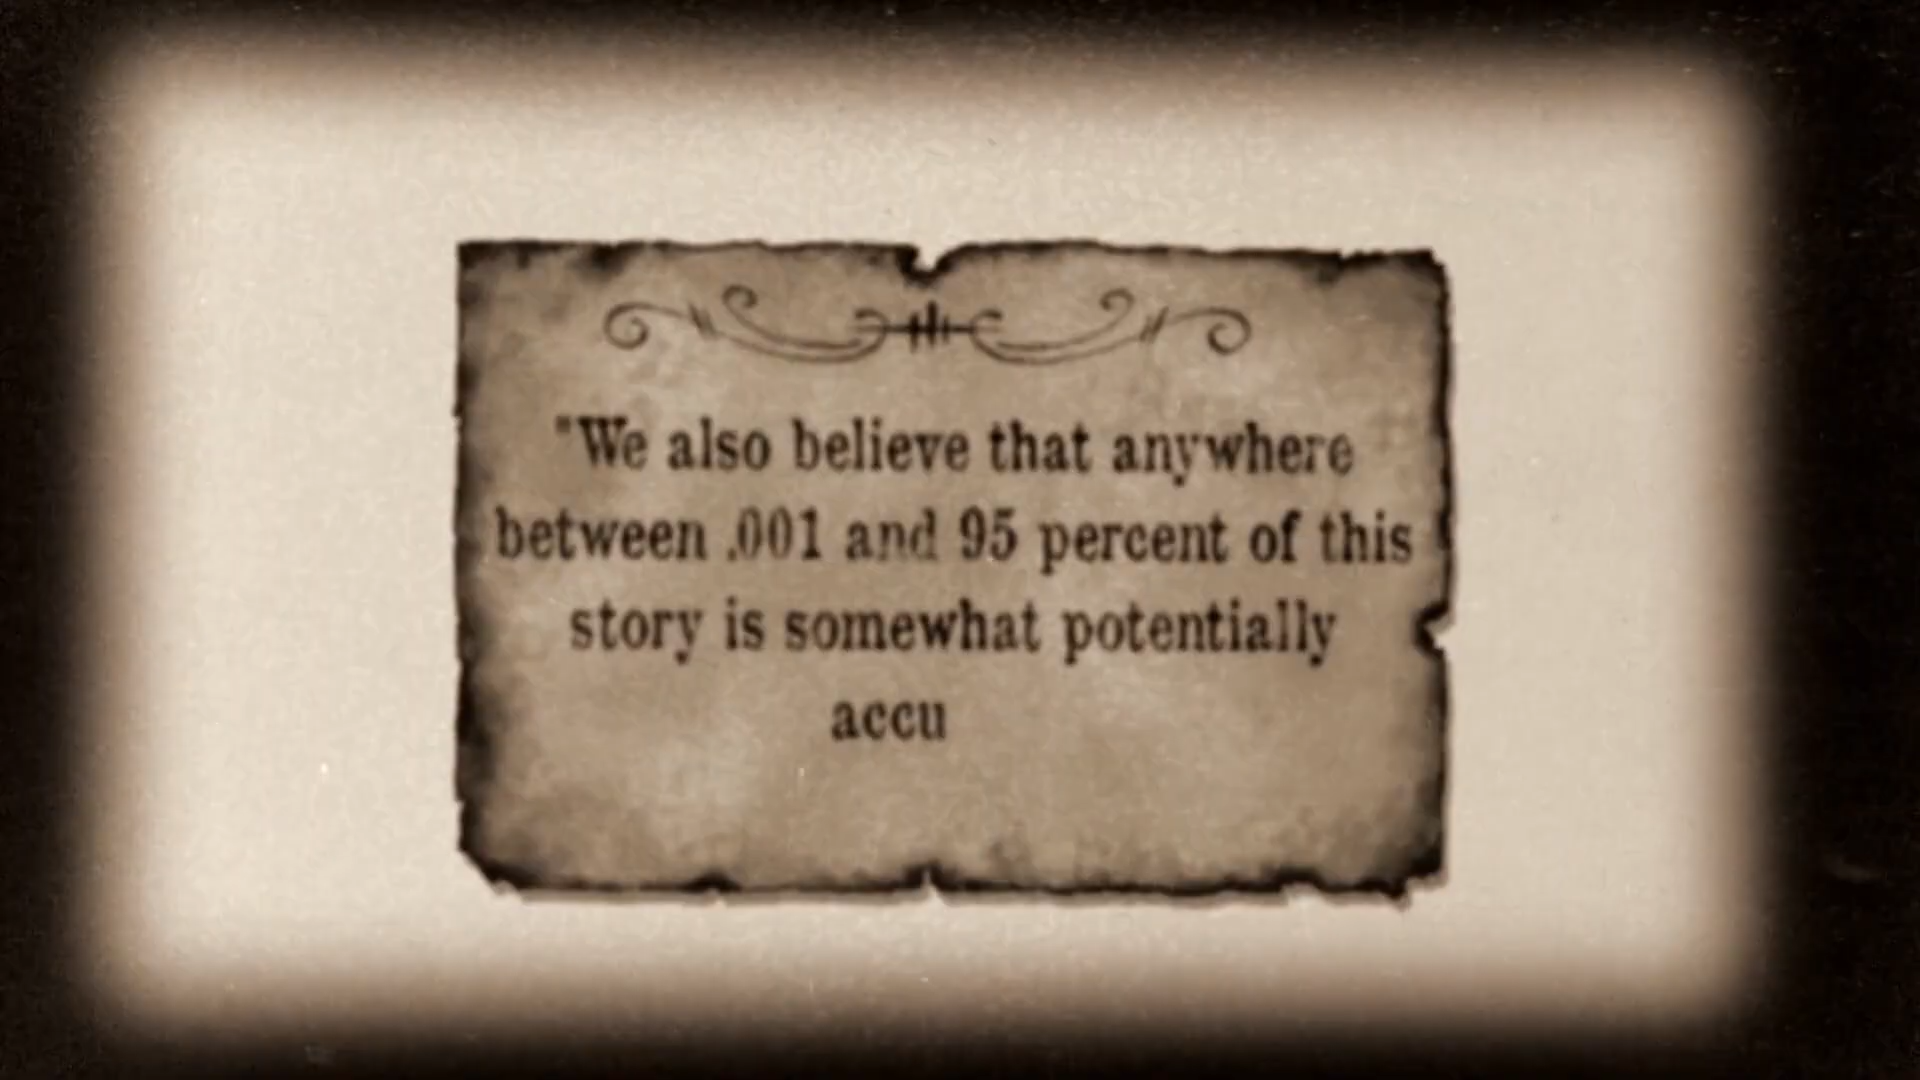 "We also believe that anywhere
between .001 and 95 percent of this
story is somewhat potentially
accu